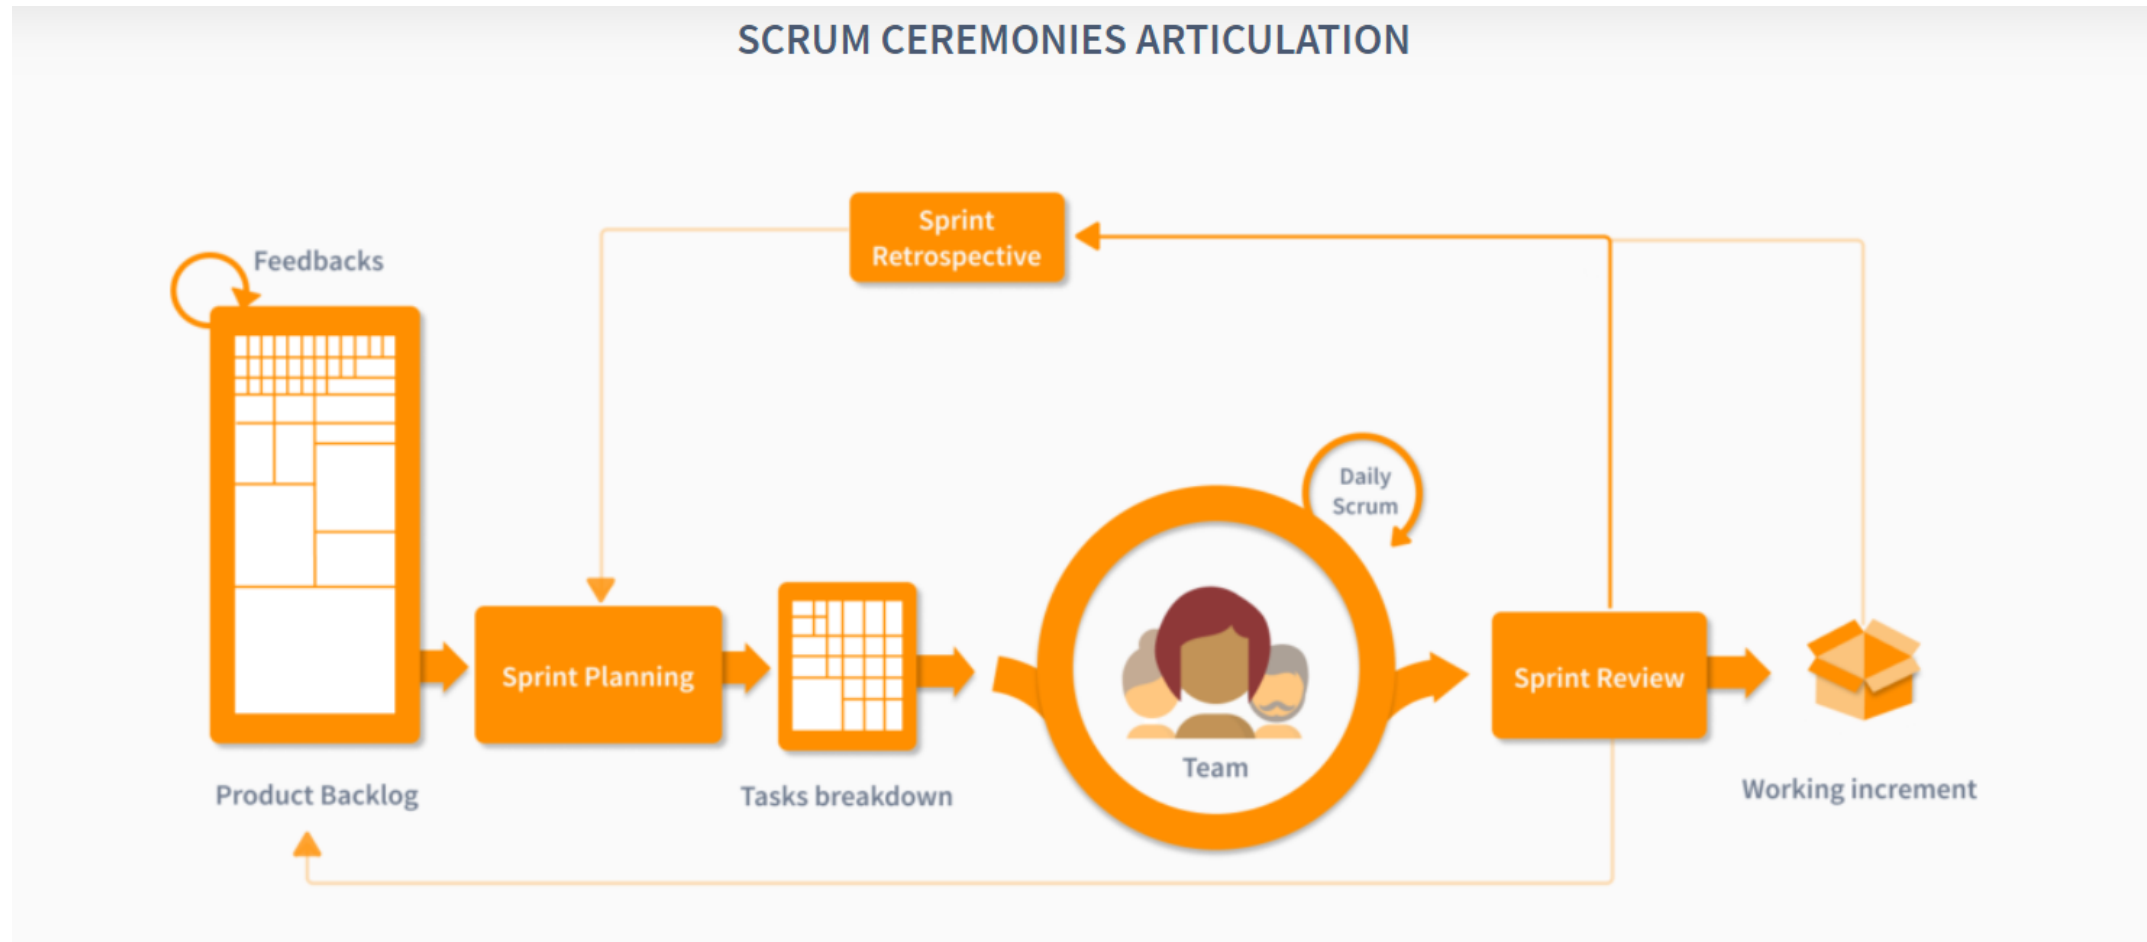 SCRUM CEREMONIES ARTICULATION
Sprint
Retrospective
Feedbacks
Daily
Scrum
Sprint Planning
Sprint Review
Team
Product Backlog
Tasks breakdown
Working increment